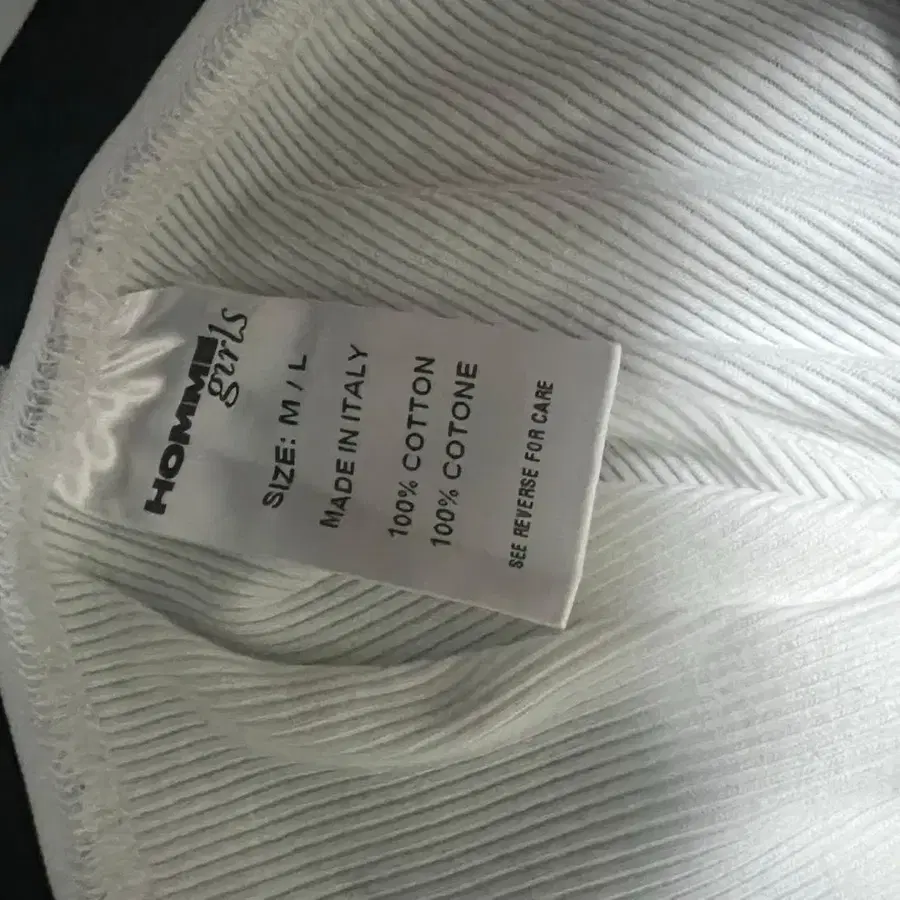 HOMME
girls
SIZE: M / L
MADE IN ITALY
100% COTTON
100% COTONE
SEE REVERSE FOR CARE